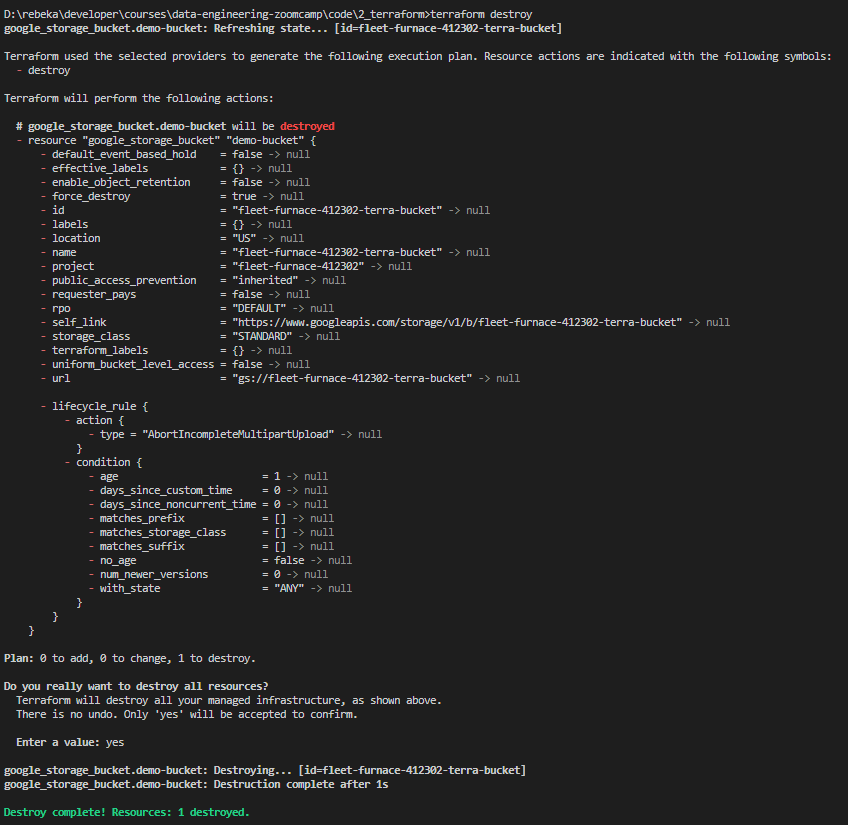 D:\rebeka\developer\courses\data-engineering-zoomcamp\code\2_terraform>terraform destroy
google_storage_bucket.demo-bucket: Refreshing state... [id=fleet-furnace-412302-terra-bucket]
Terraform used the selected providers to generate the following execution plan. Resource actions are indicated with the following symbols:
  - destroy
Terraform will perform the following actions:
  # google_storage_bucket.demo-bucket will be destroyed
  - resource "google_storage_bucket" "demo-bucket" {
      - default_event_based_hold    = false -> null
      - effective_labels            = {} -> null
      - enable_object_retention     = false -> null
      - force_destroy               = true -> null
      - id                          = "fleet-furnace-412302-terra-bucket" -> null
      - labels                      = {} -> null
      - location                    = "US" -> null
      - name                        = "fleet-furnace-412302-terra-bucket" -> null
      - project                     = "fleet-furnace-412302" -> null
      - public_access_prevention    = "inherited" -> null
      - requester_pays              = false -> null
      - rpo                         = "DEFAULT" -> null
      - self_link                   = "https://www.googleapis.com/storage/v1/b/fleet-furnace-412302-terra-bucket" -> null
      - storage_class               = "STANDARD" -> null
      - terraform_labels            = {} -> null
      - uniform_bucket_level_access = false -> null
      - url                         = "gs://fleet-furnace-412302-terra-bucket" -> null
      - lifecycle_rule {
          - action {
              - type = "AbortIncompleteMultipartUpload" -> null
            }
          - condition {
              - age                        = 1 -> null
              - days_since_custom_time     = 0 -> null
              - days_since_noncurrent_time = 0 -> null
              - matches_prefix             = [] -> null
              - matches_storage_class      = [] -> null
              - matches_suffix             = [] -> null
              - no_age                     = false -> null
              - num_newer_versions         = 0 -> null
              - with_state                 = "ANY" -> null
            }
        }
    }
Plan: 0 to add, 0 to change, 1 to destroy.
Do you really want to destroy all resources?
  Terraform will destroy all your managed infrastructure, as shown above.
  There is no undo. Only 'yes' will be accepted to confirm.
  Enter a value: yes
google_storage_bucket.demo-bucket: Destroying... [id=fleet-furnace-412302-terra-bucket]
google_storage_bucket.demo-bucket: Destruction complete after 1s
Destroy complete! Resources: 1 destroyed.